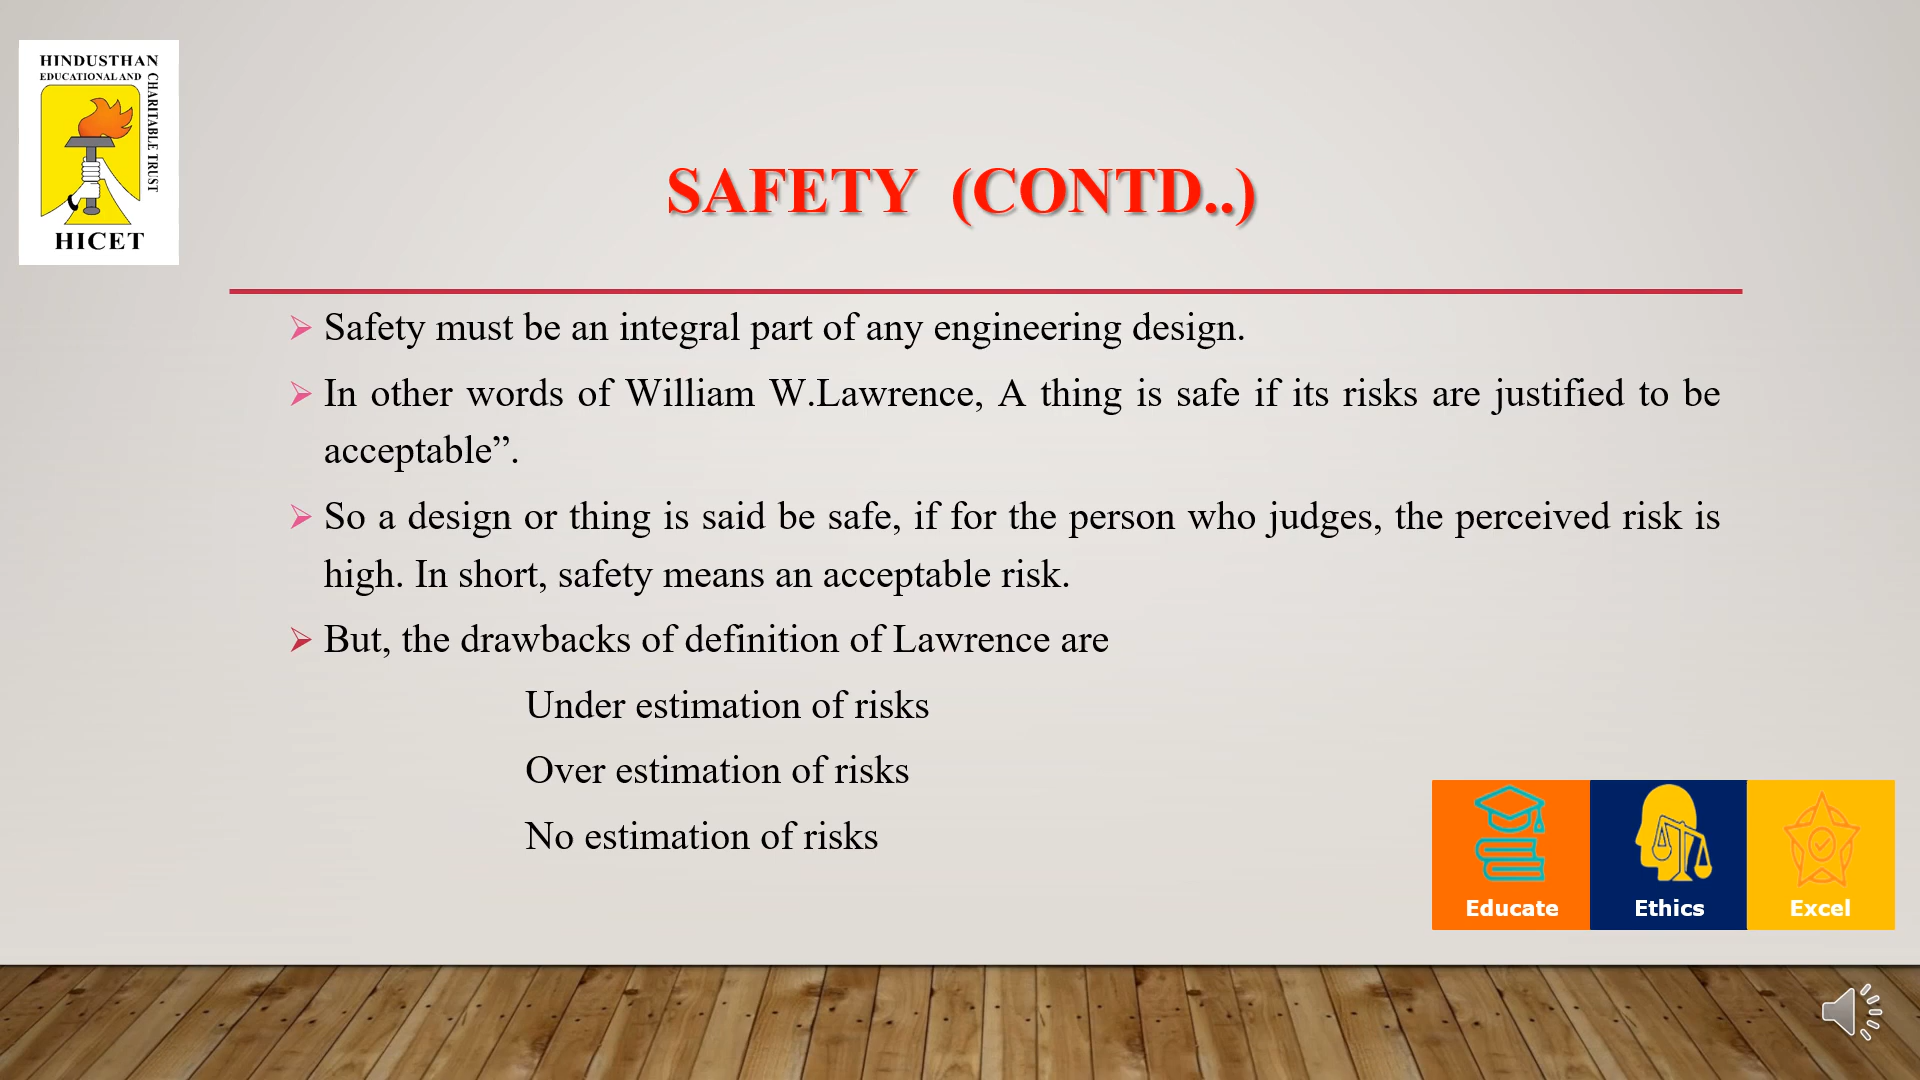 HINDUSTHAN
EDUCATIONAL AND
CHARITABLE TRUST
HICET
SAFETY (CONTD..)
Safety must be an integral part of any engineering design.
In other words of William W.Lawrence, A thing is safe if its risks are justified to be
acceptable”.
So a design or thing is said be safe, if for the person who judges, the perceived risk is
high. In short, safety means an acceptable risk.
But, the drawbacks of definition of Lawrence are
Under estimation of risks
Over estimation of risks
No estimation of risks
Educate
Ethics
Excel